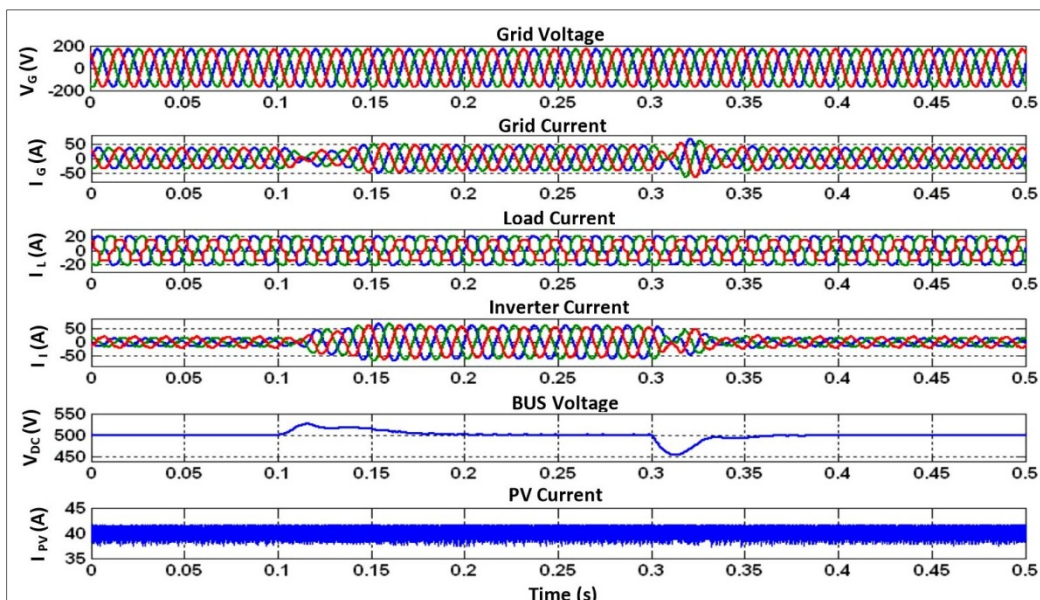 Grid Voltage
V G (V)
200
0
-200
0 0.05 0.1 0.15 0.2 0.25 0.3 0.35 0.4 0.45 0.5
Grid Current
I G (A)
50
0
-50
0 0.05 0.1 0.15 0.2 0.25 0.3 0.35 0.4 0.45 0.5
Load Current
I L (A)
20
0
-20
0 0.05 0.1 0.15 0.2 0.25 0.3 0.35 0.4 0.45 0.5
Inverter Current
I I (A)
50
0
-50
0 0.05 0.1 0.15 0.2 0.25 0.3 0.35 0.4 0.45 0.5
BUS Voltage
VDC (V)
550
500
450
0 0.05 0.1 0.15 0.2 0.25 0.3 0.35 0.4 0.45 0.5
PV Current
I PV (A)
45
40
35
0 0.05 0.1 0.15 0.2 0.25 0.3 0.35 0.4 0.45 0.5
Time (s)